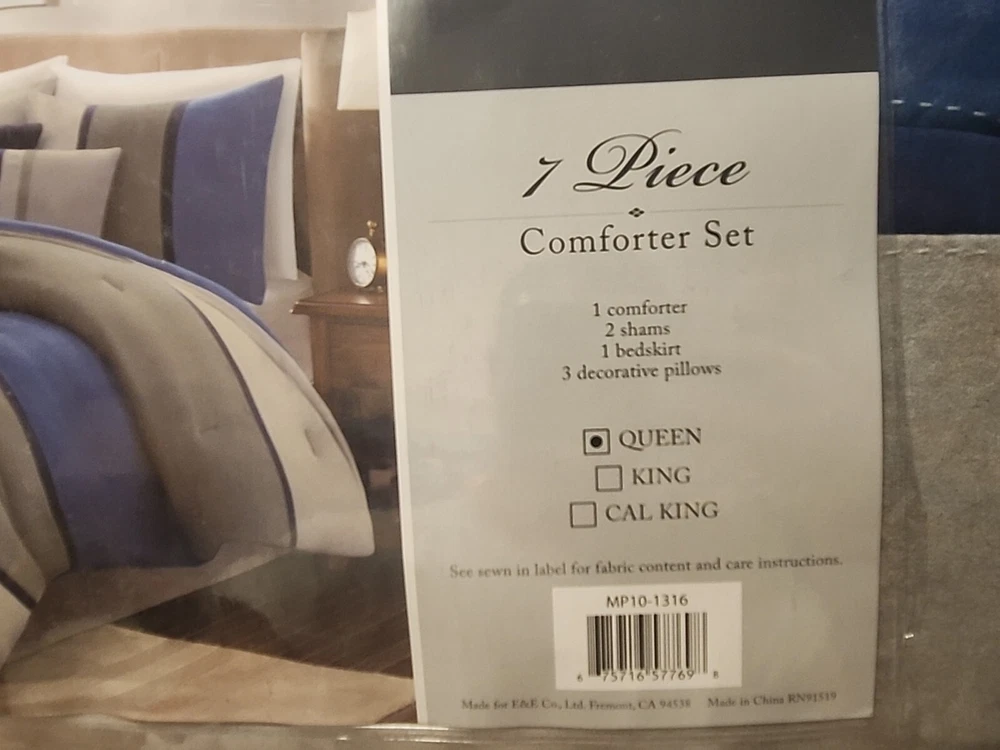 7 Piece
Comforter Set
1 comforter
2 shams
1 bedskirt
3 decorative pillows
QUEEN
KING
CAL KING
See sewn in label for fabric content and care instructions.
MP10-1316
6 75716 57769 8
Made for E&E Co., Ltd. Fremont, CA 94538 Made in China RN91519